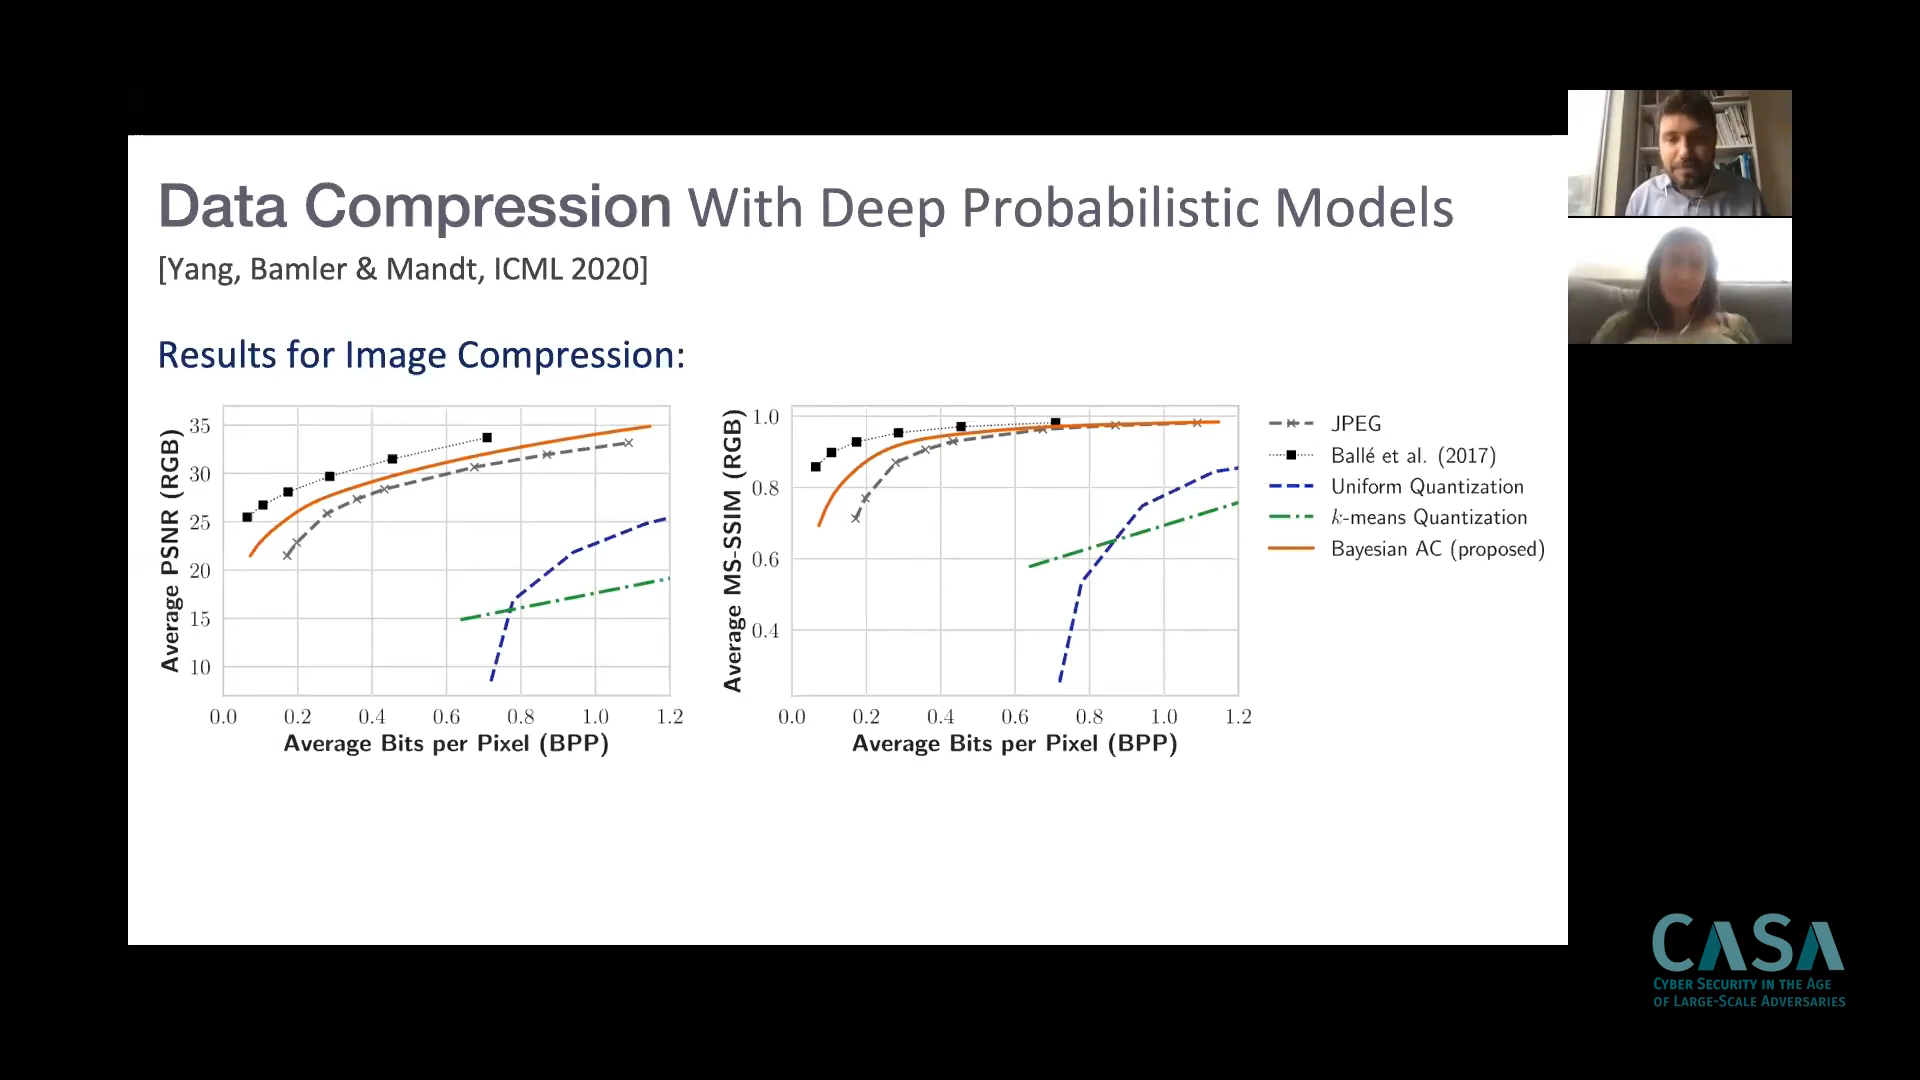 Data Compression With Deep Probabilistic Models
[Yang, Bamler & Mandt, ICML 2020]
Results for Image Compression:
Average PSNR (RGB)
35
30
25
20
15
10
0.0 0.2 0.4 0.6 0.8 1.0 1.2
Average Bits per Pixel (BPP)
Average MS-SSIM (RGB)
1.0
0.8
0.6
0.4
0.0 0.2 0.4 0.6 0.8 1.0 1.2
Average Bits per Pixel (BPP)
JPEG
Ballé et al. (2017)
Uniform Quantization
k-means Quantization
Bayesian AC (proposed)
CASA
CYBER SECURITY IN THE AGE
OF LARGE-SCALE ADVERSARIES